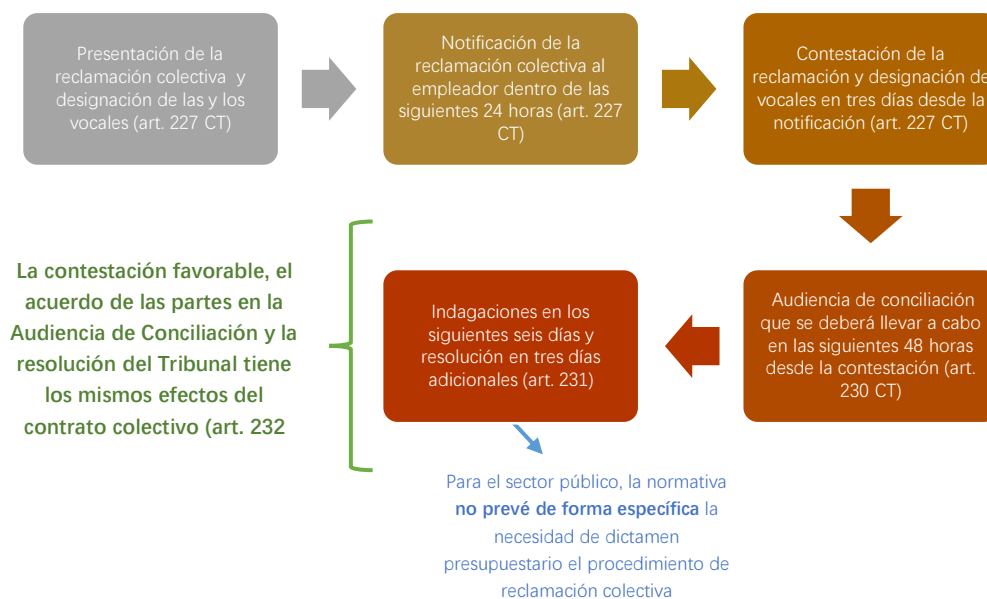 Presentación de la
reclamación colectiva y
designación de las y los
vocales (art. 227 CT)
Notificación de la
reclamación colectiva al
empleador dentro de las
siguientes 24 horas (art. 227
CT)
Contestación de la
reclamación y designación de
vocales en tres días desde la
notificación (art. 227 CT)
Audiencia de conciliación
que se deberá llevar a cabo
en las siguientes 48 horas
desde la contestación (art.
230 CT)
Indagaciones en los
siguientes seis días y
resolución en tres días
adicionales (art. 231)
La contestación favorable, el
acuerdo de las partes en la
Audiencia de Conciliación y la
resolución del Tribunal tiene
los mismos efectos del
contrato colectivo (art. 232
Para el sector público, la normativa
no prevé de forma específica la
necesidad de dictamen
presupuestario el procedimiento de
reclamación colectiva